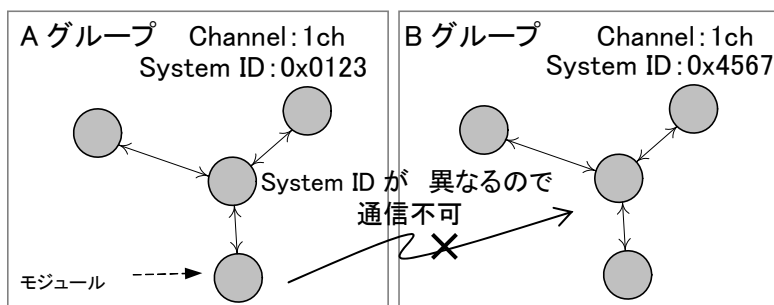 A グループ Channel:1ch
System ID:0x0123
B グループ Channel:1ch
System ID:0x4567
System ID が 異なるので
通信不可
モジュール